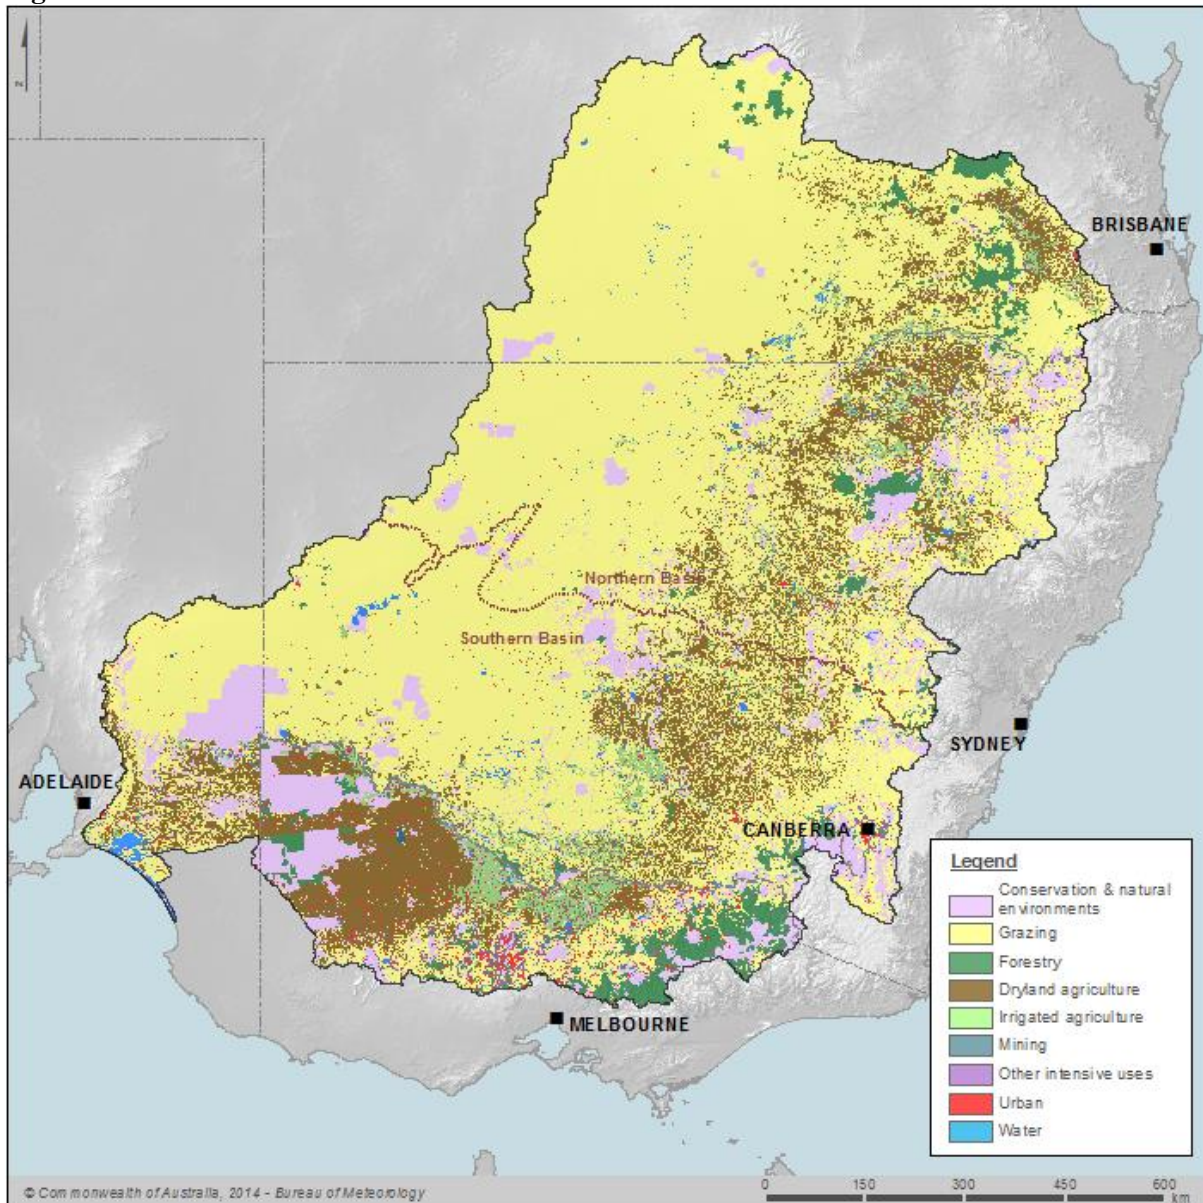 N
BRISBANE
Northern Basin
Southern Basin
SYDNEY
ADELAIDE
CANBERRA
MELBOURNE
Legend
Conservation & natural
environments
Grazing
Forestry
Dryland agriculture
Irrigated agriculture
Mining
Other intensive uses
Urban
Water
© Commonwealth of Australia, 2014 - Bureau of Meteorology
0 150 300 450 600
km